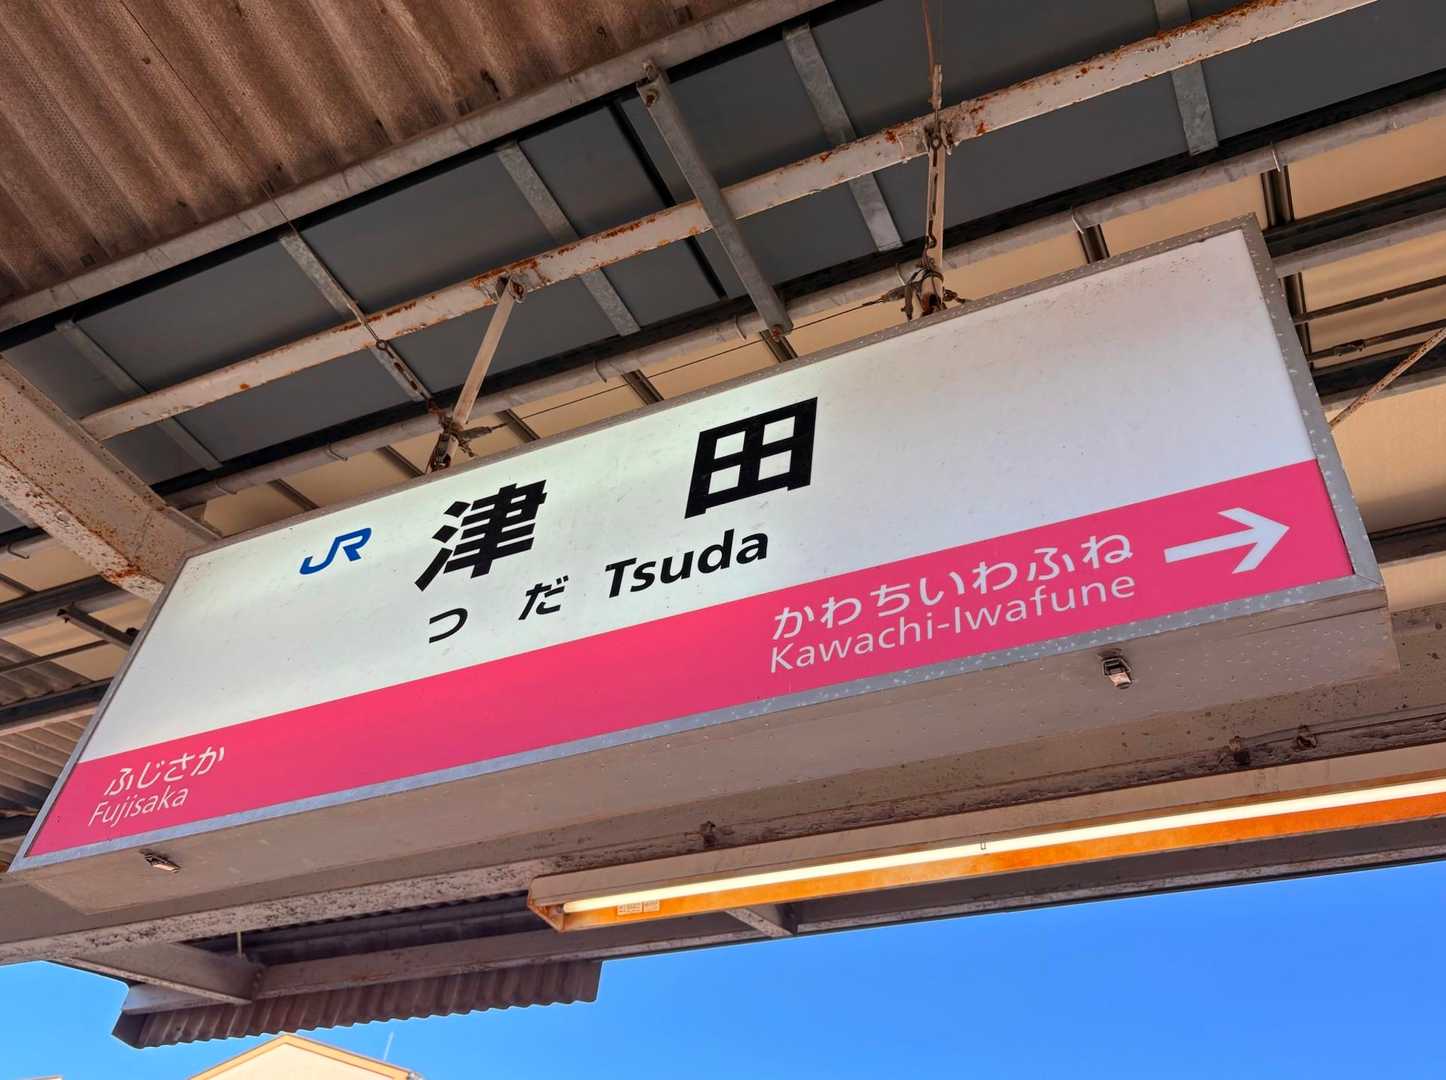 JR
津田
つだ Tsuda
かわちいわふね
Kawachi-Iwafune
ふじさか
Fujisaka